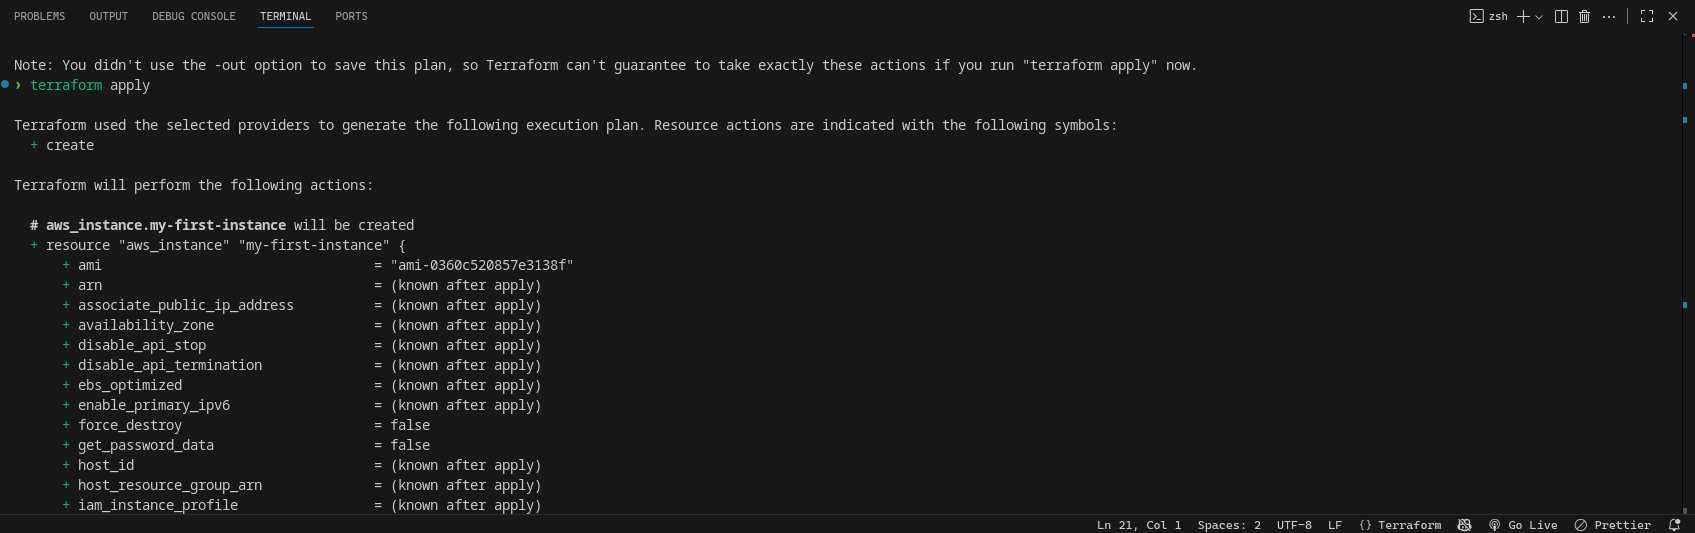 PROBLEMS OUTPUT DEBUG CONSOLE TERMINAL PORTS zsh
Note: You didn't use the -out option to save this plan, so Terraform can't guarantee to take exactly these actions if you run "terraform apply" now.
❯ terraform apply
Terraform used the selected providers to generate the following execution plan. Resource actions are indicated with the following symbols:
+ create
Terraform will perform the following actions:
# aws_instance.my-first-instance will be created
+ resource "aws_instance" "my-first-instance" {
+ ami = "ami-0360c520857e3138f"
+ arn = (known after apply)
+ associate_public_ip_address = (known after apply)
+ availability_zone = (known after apply)
+ disable_api_stop = (known after apply)
+ disable_api_termination = (known after apply)
+ ebs_optimized = (known after apply)
+ enable_primary_ipv6 = (known after apply)
+ force_destroy = false
+ get_password_data = false
+ host_id = (known after apply)
+ host_resource_group_arn = (known after apply)
+ iam_instance_profile = (known after apply)
Ln 21, Col 1 Spaces: 2 UTF-8 LF {} Terraform Go Live Prettier